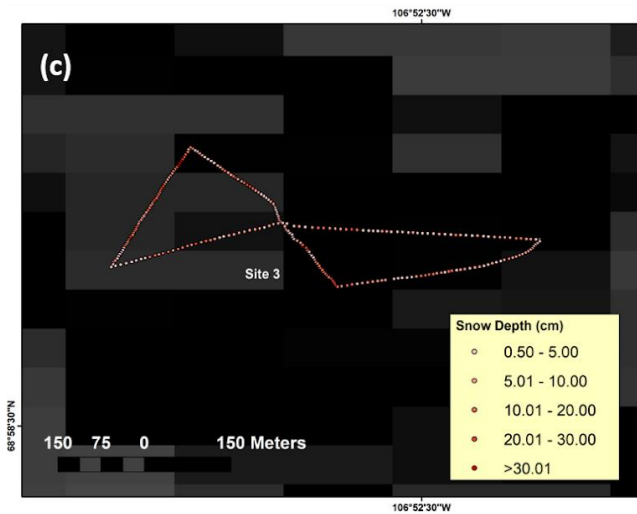 106°52'30"W
(c)
Site 3
Snow Depth (cm)
0.50 - 5.00
5.01 - 10.00
10.01 - 20.00
20.01 - 30.00
>30.01
68°58'30"N
150 75 0 150 Meters
106°52'30"W